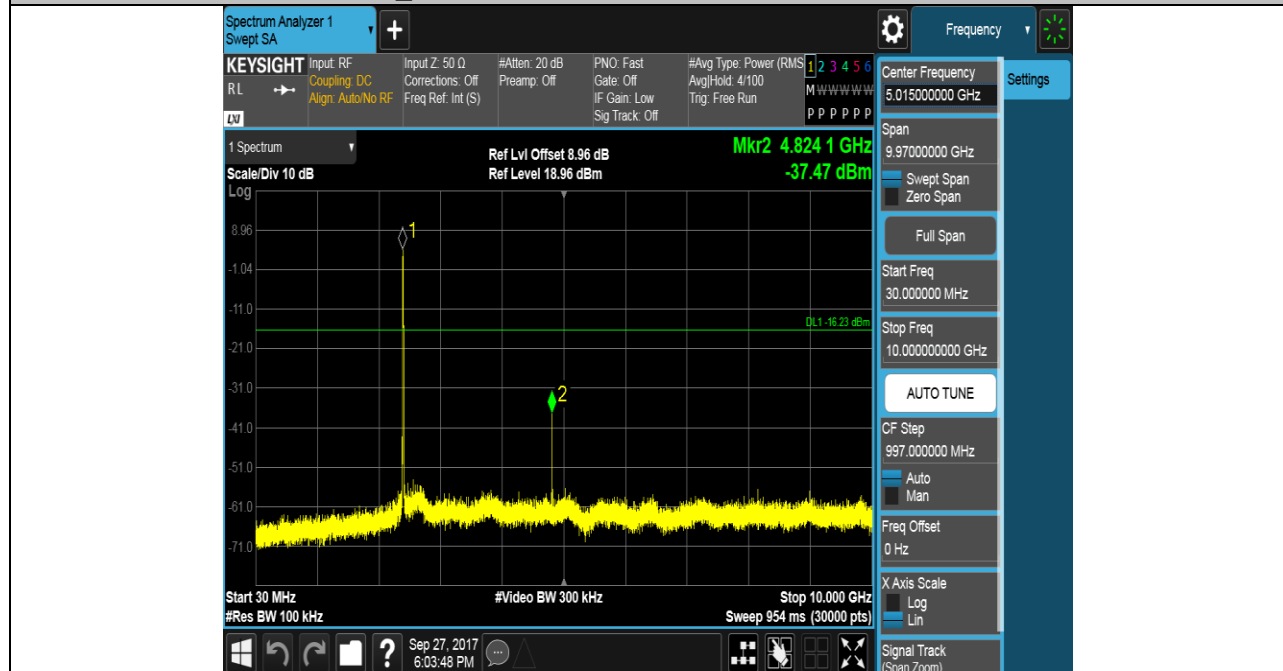 Spectrum Analyzer 1
Swept SA
+
Frequency
KEYSIGHT
RL
LXI
Input: RF
Coupling: DC
Align: Auto/No RF
Input Z: 50 Ω
Corrections: Off
Freq Ref: Int (S)
#Atten: 20 dB
Preamp: Off
PNO: Fast
Gate: Off
IF Gain: Low
Sig Track: Off
#Avg Type: Power (RMS
Avg|Hold: 4/100
Trig: Free Run
1 2 3 4 5 6
M W W W W W
P P P P P P
1 Spectrum
Scale/Div 10 dB
Ref Lvl Offset 8.96 dB
Ref Level 18.96 dBm
Mkr2 4.824 1 GHz
-37.47 dBm
Log
8.96
-1.04
-11.0
-21.0
-31.0
-41.0
-51.0
-61.0
-71.0
1
DL1 -16.23 dBm
2
Start 30 MHz
#Res BW 100 kHz
#Video BW 300 kHz
Stop 10.000 GHz
Sweep 954 ms (30000 pts)
?
Sep 27, 2017
6:03:48 PM
Center Frequency
5.015000000 GHz
Settings
Span
9.97000000 GHz
Swept Span
Zero Span
Full Span
Start Freq
30.000000 MHz
Stop Freq
10.000000000 GHz
AUTO TUNE
CF Step
997.000000 MHz
Auto
Man
Freq Offset
0 Hz
X Axis Scale
Log
Lin
Signal Track
(Span Zoom)